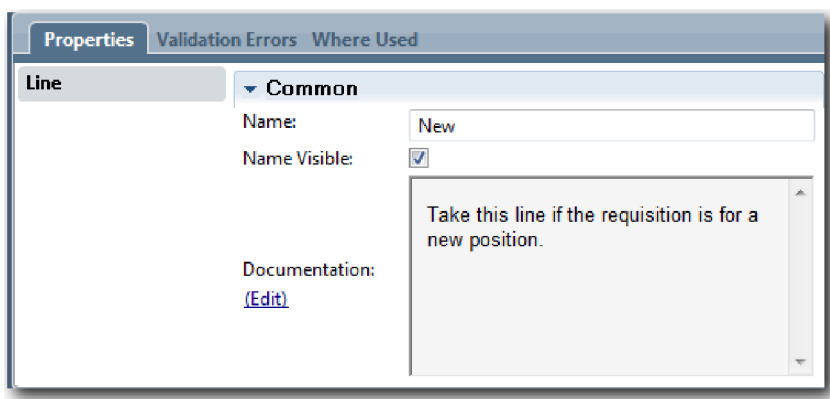 Properties Validation Errors Where Used
Line
Common
Name: New
Name Visible:
Take this line if the requisition is for a
new position.
Documentation:
(Edit)